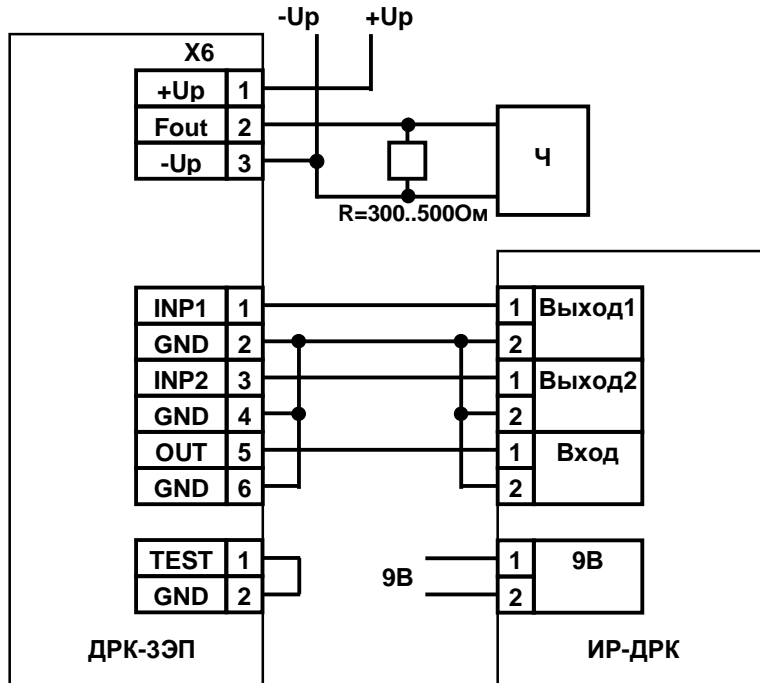 -Up +Up
X6
+Up 1
Fout 2
-Up 3
Ч
R=300..500Ом
INP1 1
GND 2
INP2 3
GND 4
OUT 5
GND 6
1 Выход1
2
1 Выход2
2
1 Вход
2
TEST 1
GND 2
9В
1 9В
2
ДРК-3ЭП
ИР-ДРК